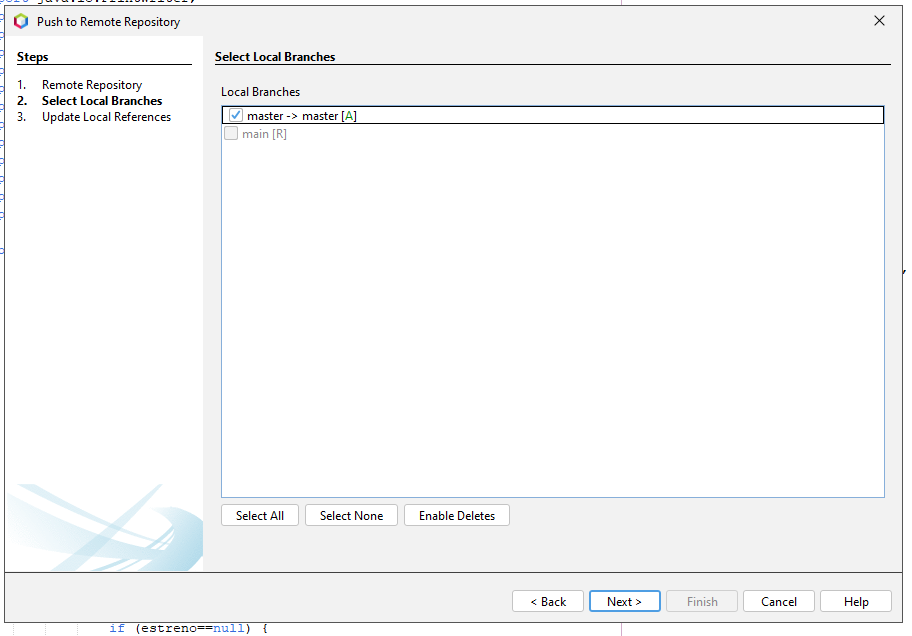 Push to Remote Repository
Steps
1. Remote Repository
2. Select Local Branches
3. Update Local References
Select Local Branches
Local Branches
master -> master [A]
main [R]
Select All
Select None
Enable Deletes
< Back
Next >
Finish
Cancel
Help
if (estreno==null) {